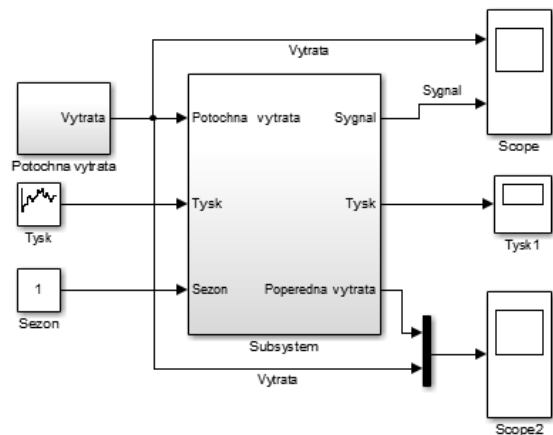 Vytrata
Sygnal
Scope
Vytrata
Potochna vytrata
Potochna vytrata
Sygnal
Tysk
Tysk
Tysk
Tysk1
1
Sezon
Sezon
Poperedna vytrata
Subsystem
Vytrata
Scope2